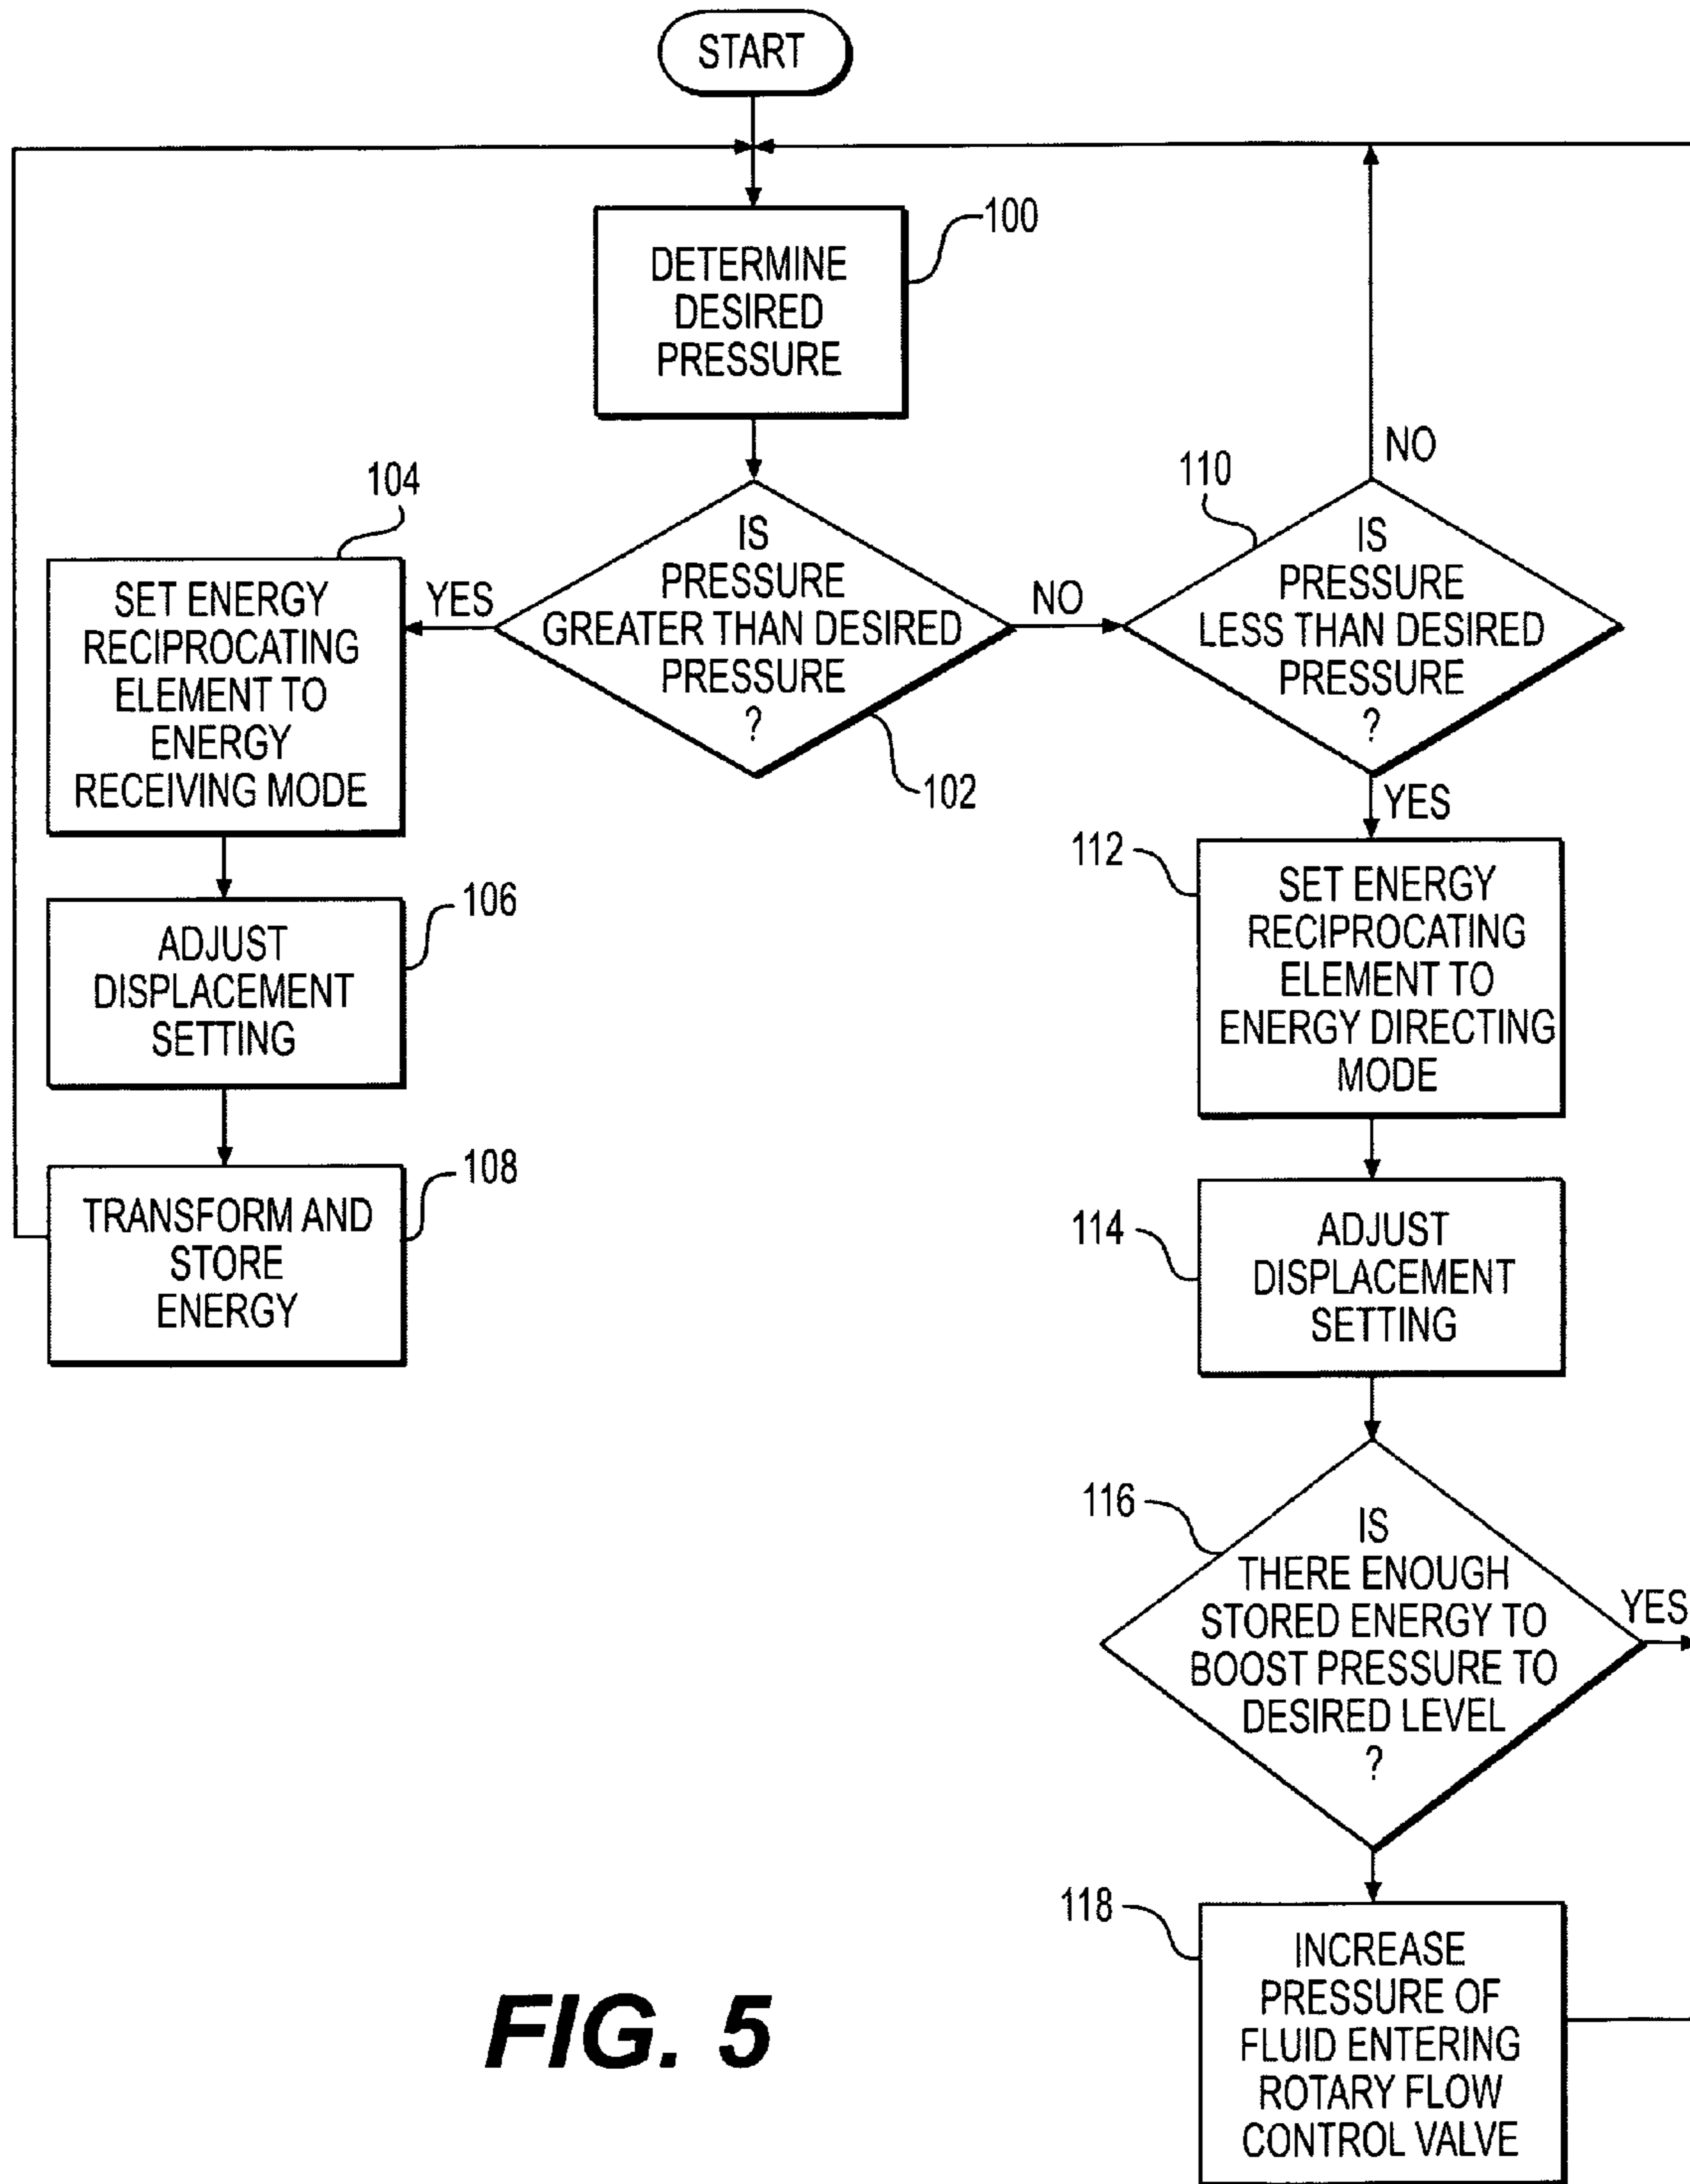 START
100
DETERMINE
DESIRED
PRESSURE
102
IS
PRESSURE
GREATER THAN DESIRED
PRESSURE
?
YES
NO
104
SET ENERGY
RECIPROCATING
ELEMENT TO
ENERGY
RECEIVING MODE
106
ADJUST
DISPLACEMENT
SETTING
108
TRANSFORM AND
STORE
ENERGY
110
IS
PRESSURE
LESS THAN DESIRED
PRESSURE
?
NO
YES
112
SET ENERGY
RECIPROCATING
ELEMENT TO
ENERGY DIRECTING
MODE
114
ADJUST
DISPLACEMENT
SETTING
116
IS
THERE ENOUGH
STORED ENERGY TO
BOOST PRESSURE TO
DESIRED LEVEL
?
YES
118
INCREASE
PRESSURE OF
FLUID ENTERING
ROTARY FLOW
CONTROL VALVE
FIG. 5